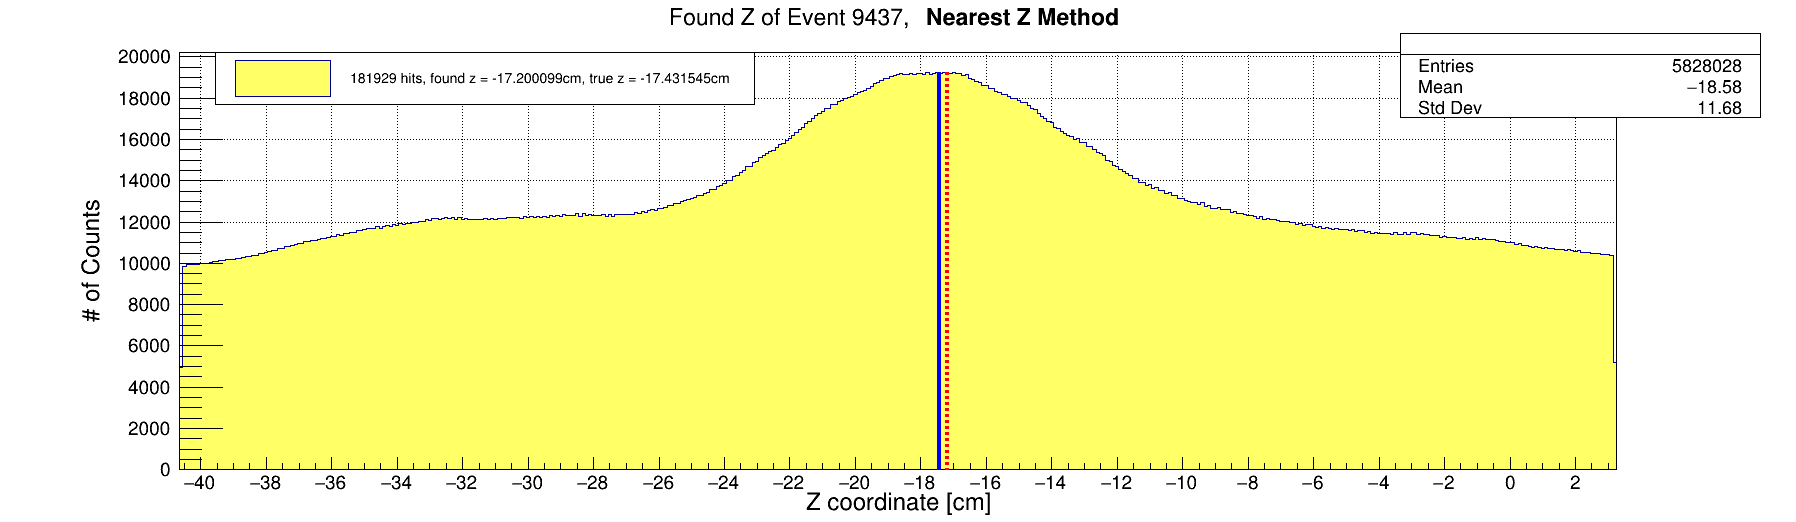 Found Z of Event 9437, Nearest Z Method
181929 hits, found z = -17.200099cm, true z = -17.431545cm
Entries 5828028
Mean −18.58
Std Dev 11.68
20000
18000
16000
14000
12000
10000
8000
6000
4000
2000
0
# of Counts
−40 −38 −36 −34 −32 −30 −28 −26 −24 −22 −20 −18 −16 −14 −12 −10 −8 −6 −4 −2 0 2
Z coordinate [cm]